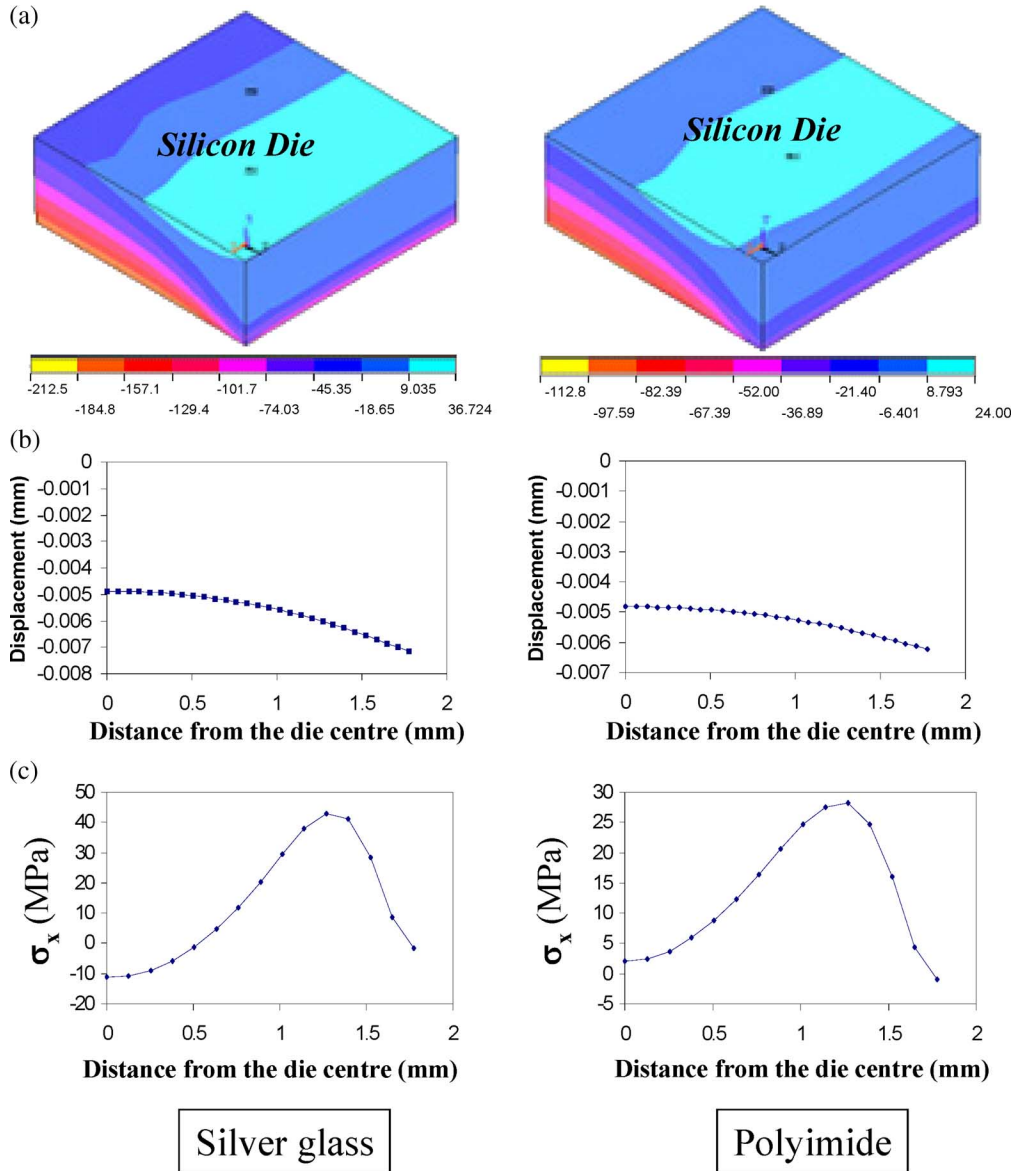 (a)
Silicon Die
Silicon Die
-212.5 -157.1 -101.7 -45.35 9.035
-184.8 -129.4 -74.03 -18.65 36.724
-112.8 -82.39 -52.00 -21.40 8.793
-97.59 -67.39 -36.89 -6.401 24.00
(b)
Displacement (mm)
0
-0.001
-0.002
-0.003
-0.004
-0.005
-0.006
-0.007
-0.008
0 0.5 1 1.5 2
Distance from the die centre (mm)
Displacement (mm)
0
-0.001
-0.002
-0.003
-0.004
-0.005
-0.006
-0.007
0 0.5 1 1.5 2
Distance from the die centre (mm)
(c)
σx (MPa)
50
40
30
20
10
0
-10
-20
0 0.5 1 1.5 2
Distance from the die centre (mm)
σx (MPa)
30
25
20
15
10
5
0
-5
0 0.5 1 1.5 2
Distance from the die centre (mm)
Silver glass
Polyimide